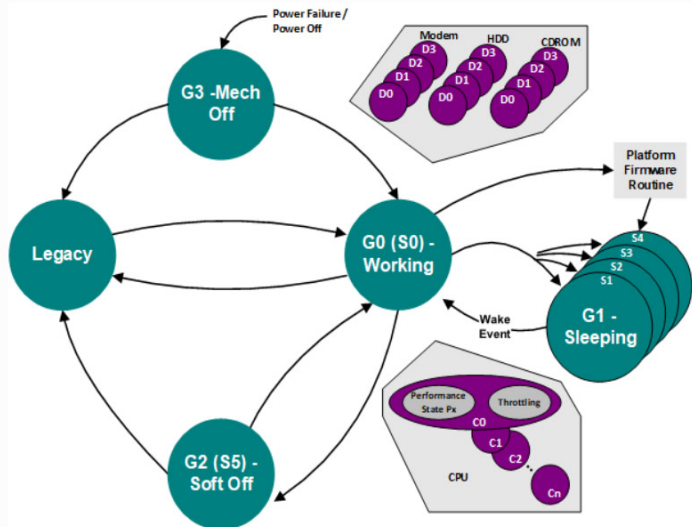 Power Failure /
Power Off
G3 -Mech
Off
Modem
D3
D2
D1
D0
HDD
D3
D2
D1
D0
CDROM
D3
D2
D1
D0
Platform
Firmware
Routine
Legacy
G0 (S0) -
Working
S4
S3
S2
S1
G1 -
Sleeping
Wake
Event
G2 (S5) -
Soft Off
Performance
State Px
Throttling
C0
C1
C2
Cn
CPU